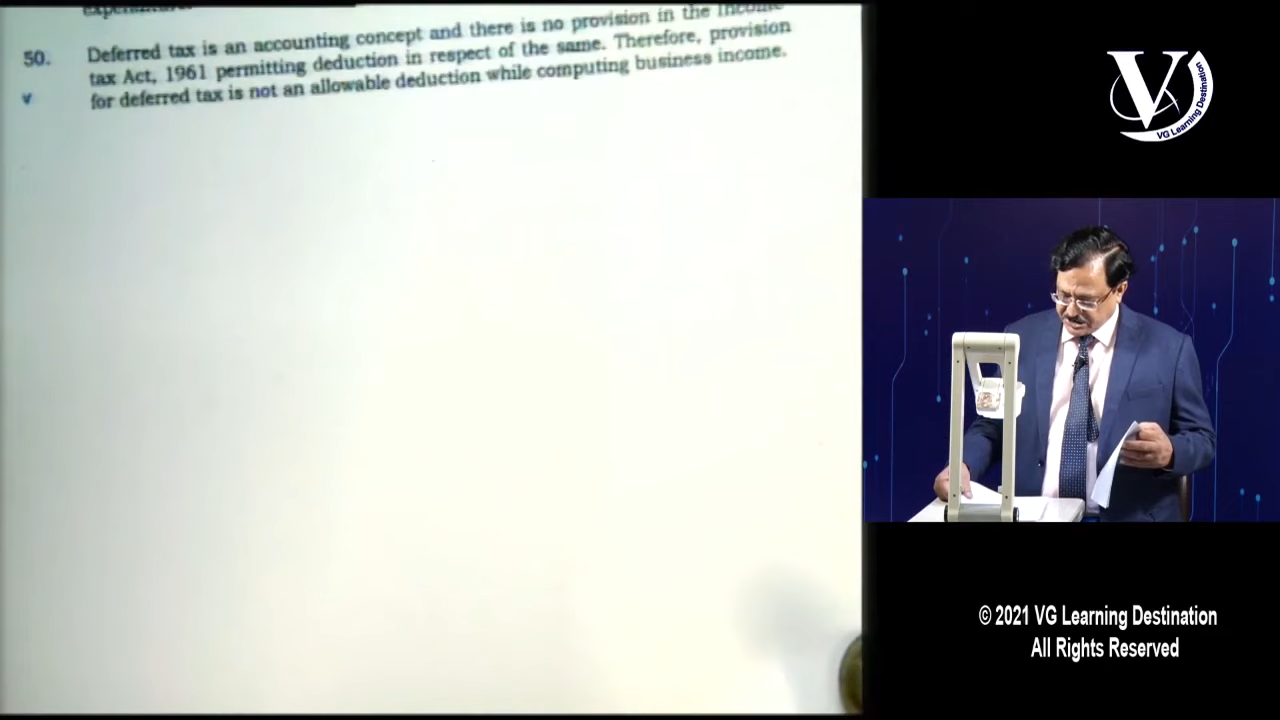 expenditure.
50. Deferred tax is an accounting concept and there is no provision in the Income
tax Act, 1961 permitting deduction in respect of the same. Therefore, provision
v for deferred tax is not an allowable deduction while computing business income.
V
VG Learning Destination
© 2021 VG Learning Destination
All Rights Reserved